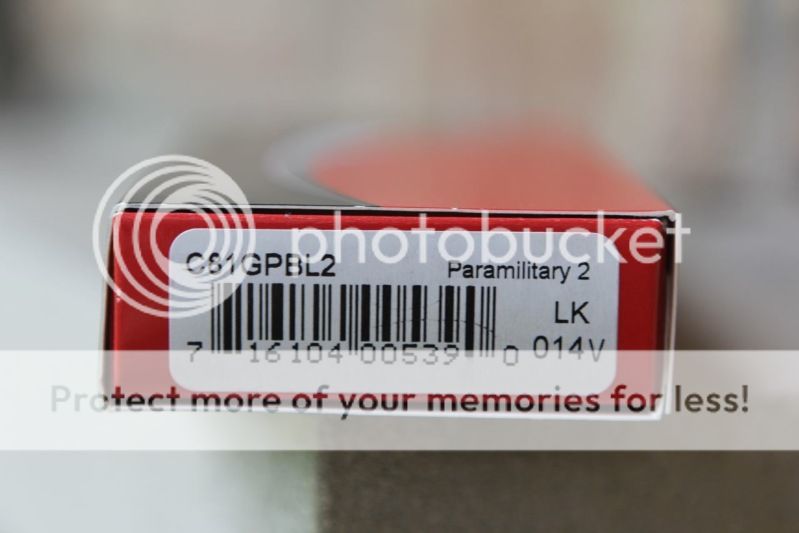 C81GPBL2 Paramilitary 2
LK
7 16104 00539 0 014V
photobucket
Protect more of your memories for less!